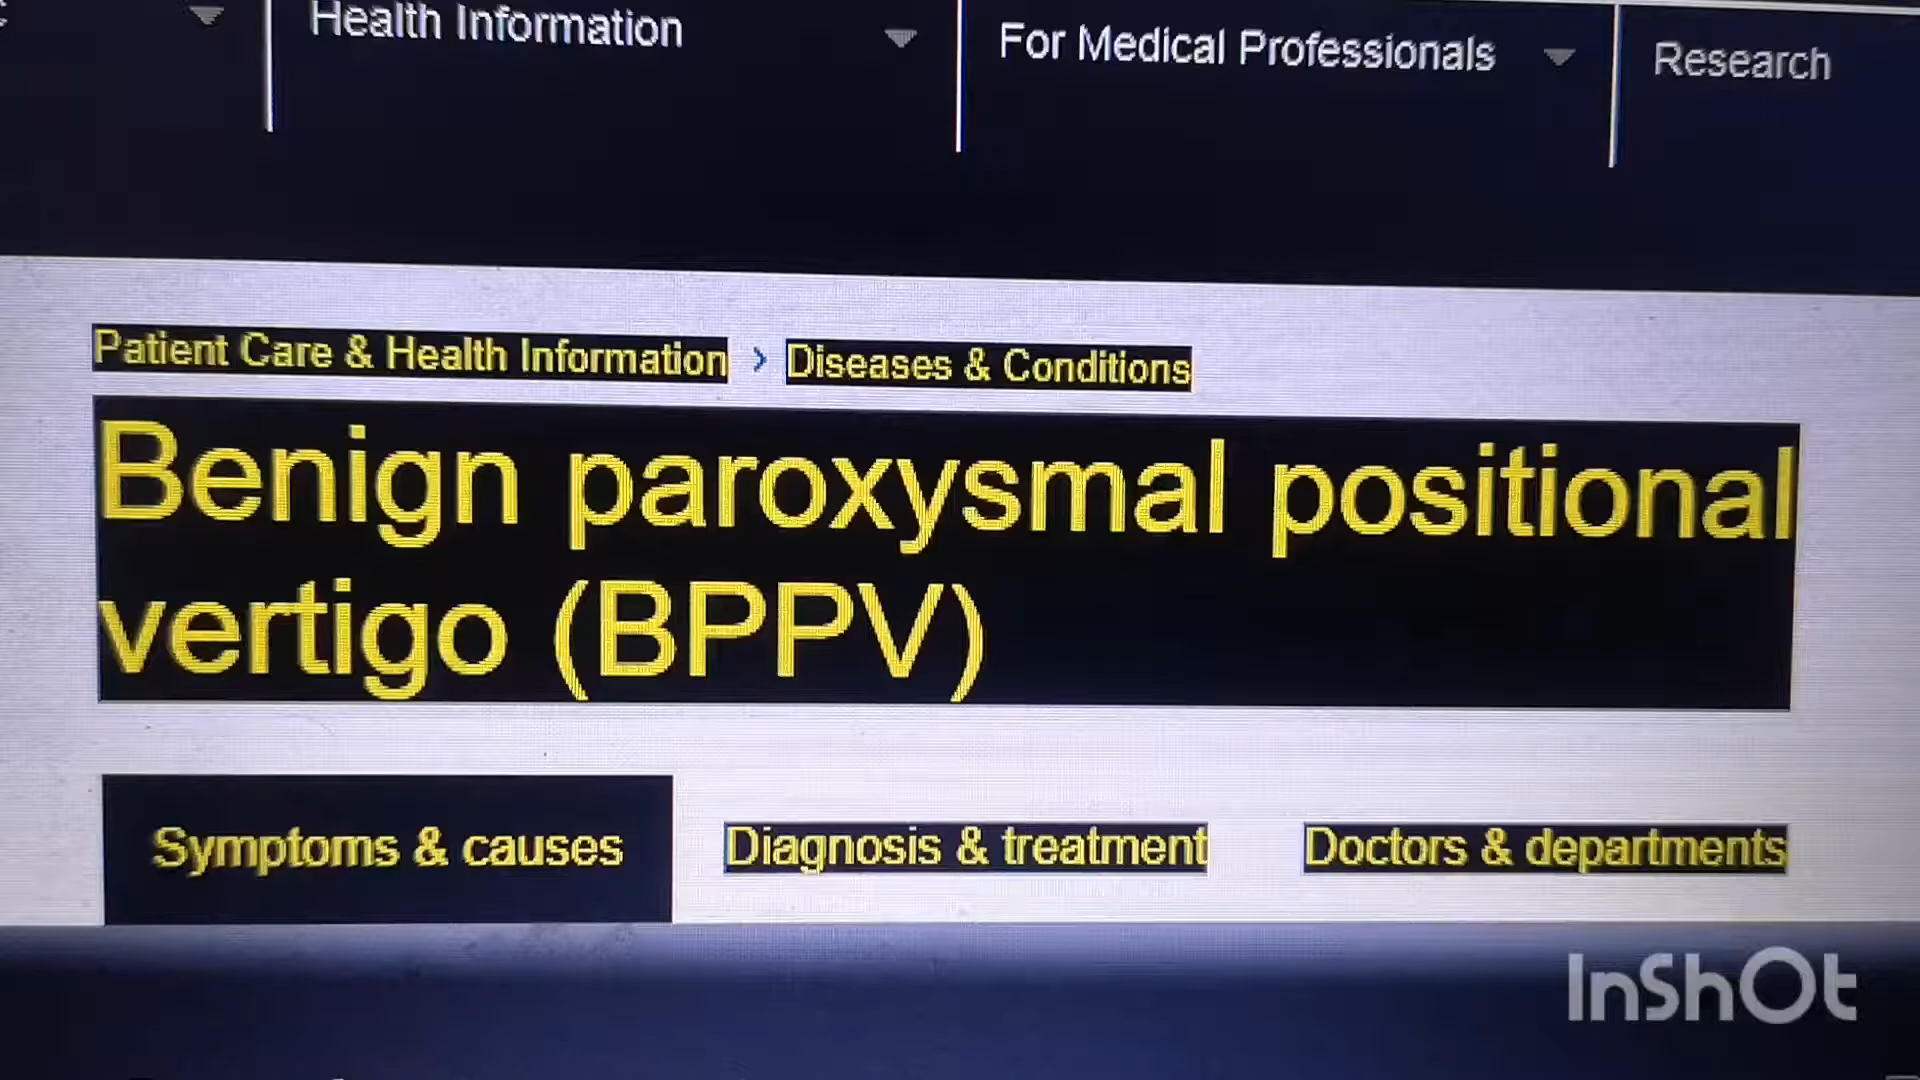 Health Information
For Medical Professionals
Research
Patient Care & Health Information › Diseases & Conditions
Benign paroxysmal positional
vertigo (BPPV)
Symptoms & causes
Diagnosis & treatment
Doctors & departments
InShOt